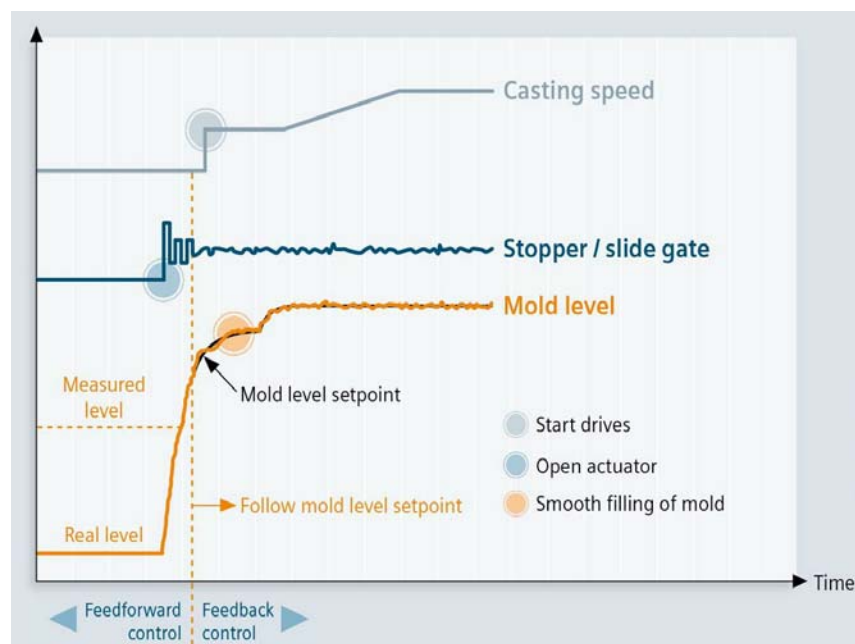 Casting speed
Stopper / slide gate
Mold level
Measured
level
Mold level setpoint
Start drives
Open actuator
Smooth filling of mold
Follow mold level setpoint
Real level
Time
Feedforward
control
Feedback
control